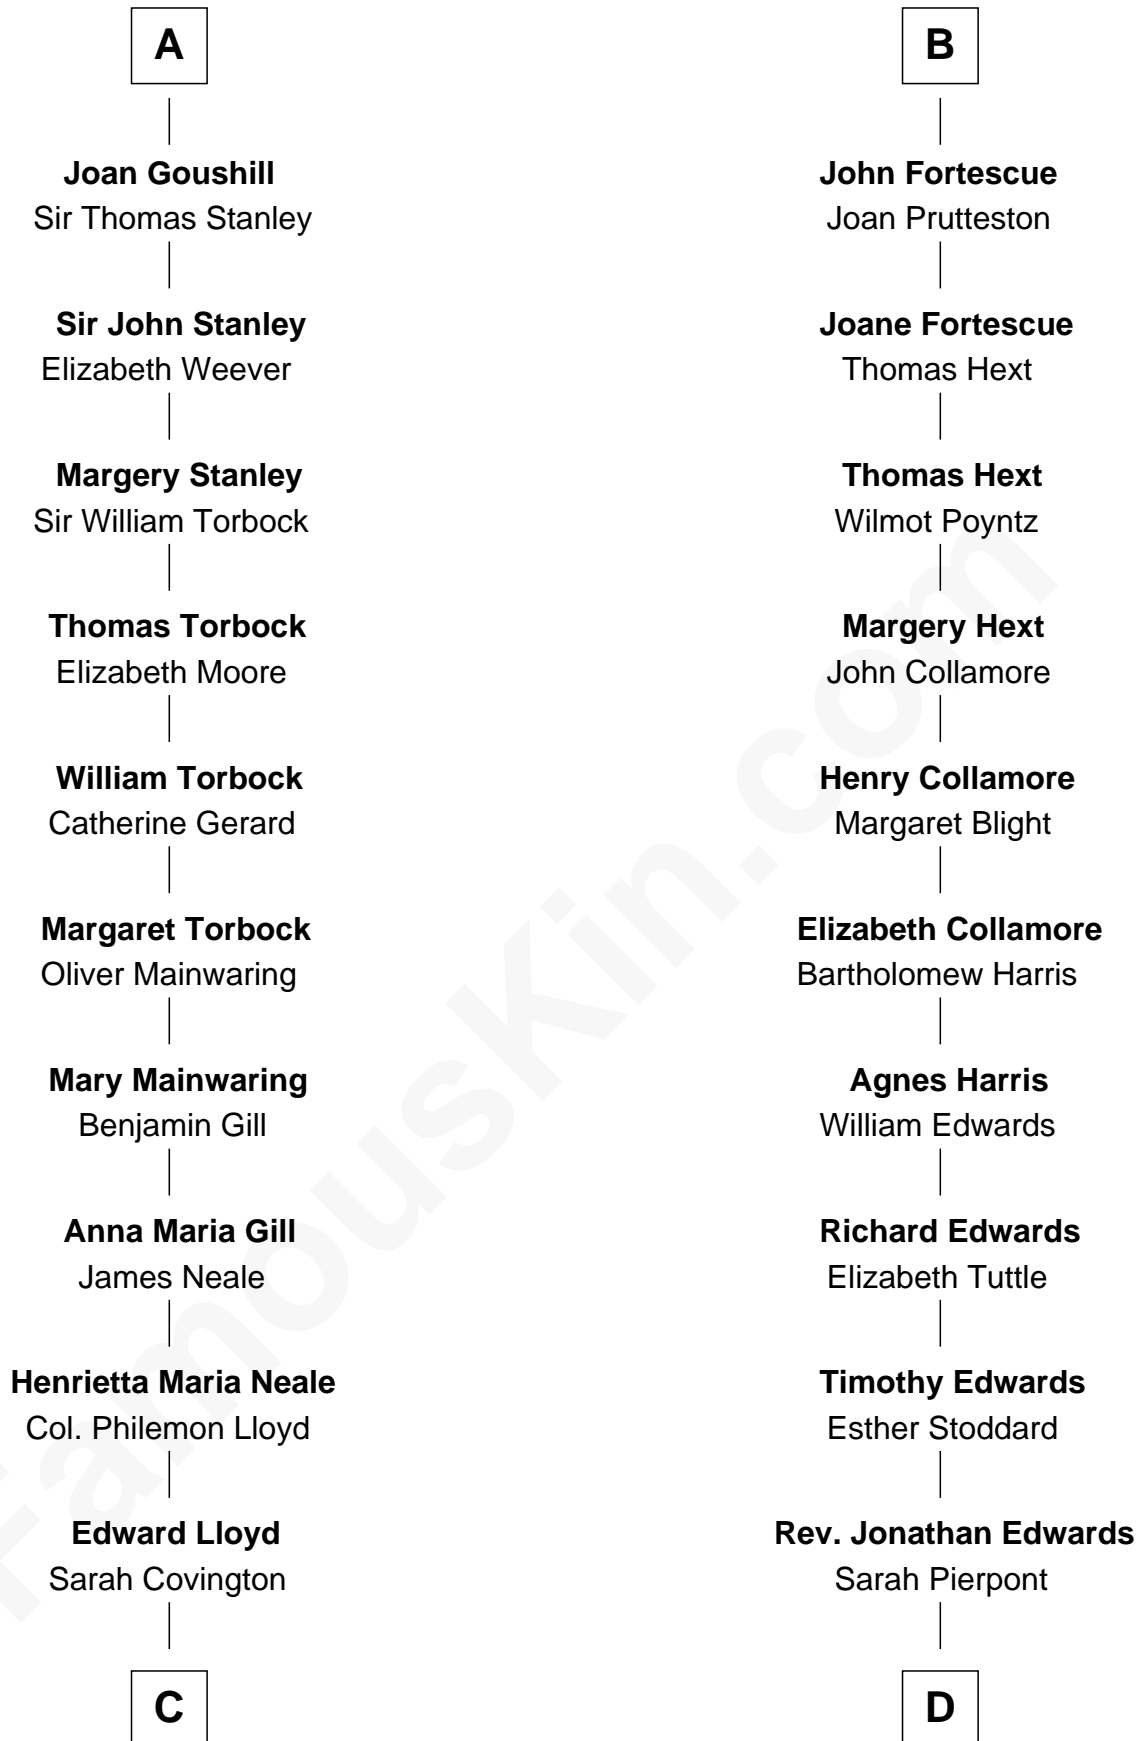 A
Joan Goushill
Sir Thomas Stanley
Sir John Stanley
Elizabeth Weever
Margery Stanley
Sir William Torbock
Thomas Torbock
Elizabeth Moore
William Torbock
Catherine Gerard
Margaret Torbock
Oliver Mainwaring
Mary Mainwaring
Benjamin Gill
Anna Maria Gill
James Neale
Henrietta Maria Neale
Col. Philemon Lloyd
Edward Lloyd
Sarah Covington
C
B
John Fortescue
Joan Prutteston
Joane Fortescue
Thomas Hext
Thomas Hext
Wilmot Poyntz
Margery Hext
John Collamore
Henry Collamore
Margaret Blight
Elizabeth Collamore
Bartholomew Harris
Agnes Harris
William Edwards
Richard Edwards
Elizabeth Tuttle
Timothy Edwards
Esther Stoddard
Rev. Jonathan Edwards
Sarah Pierpont
D
FamousKin.com